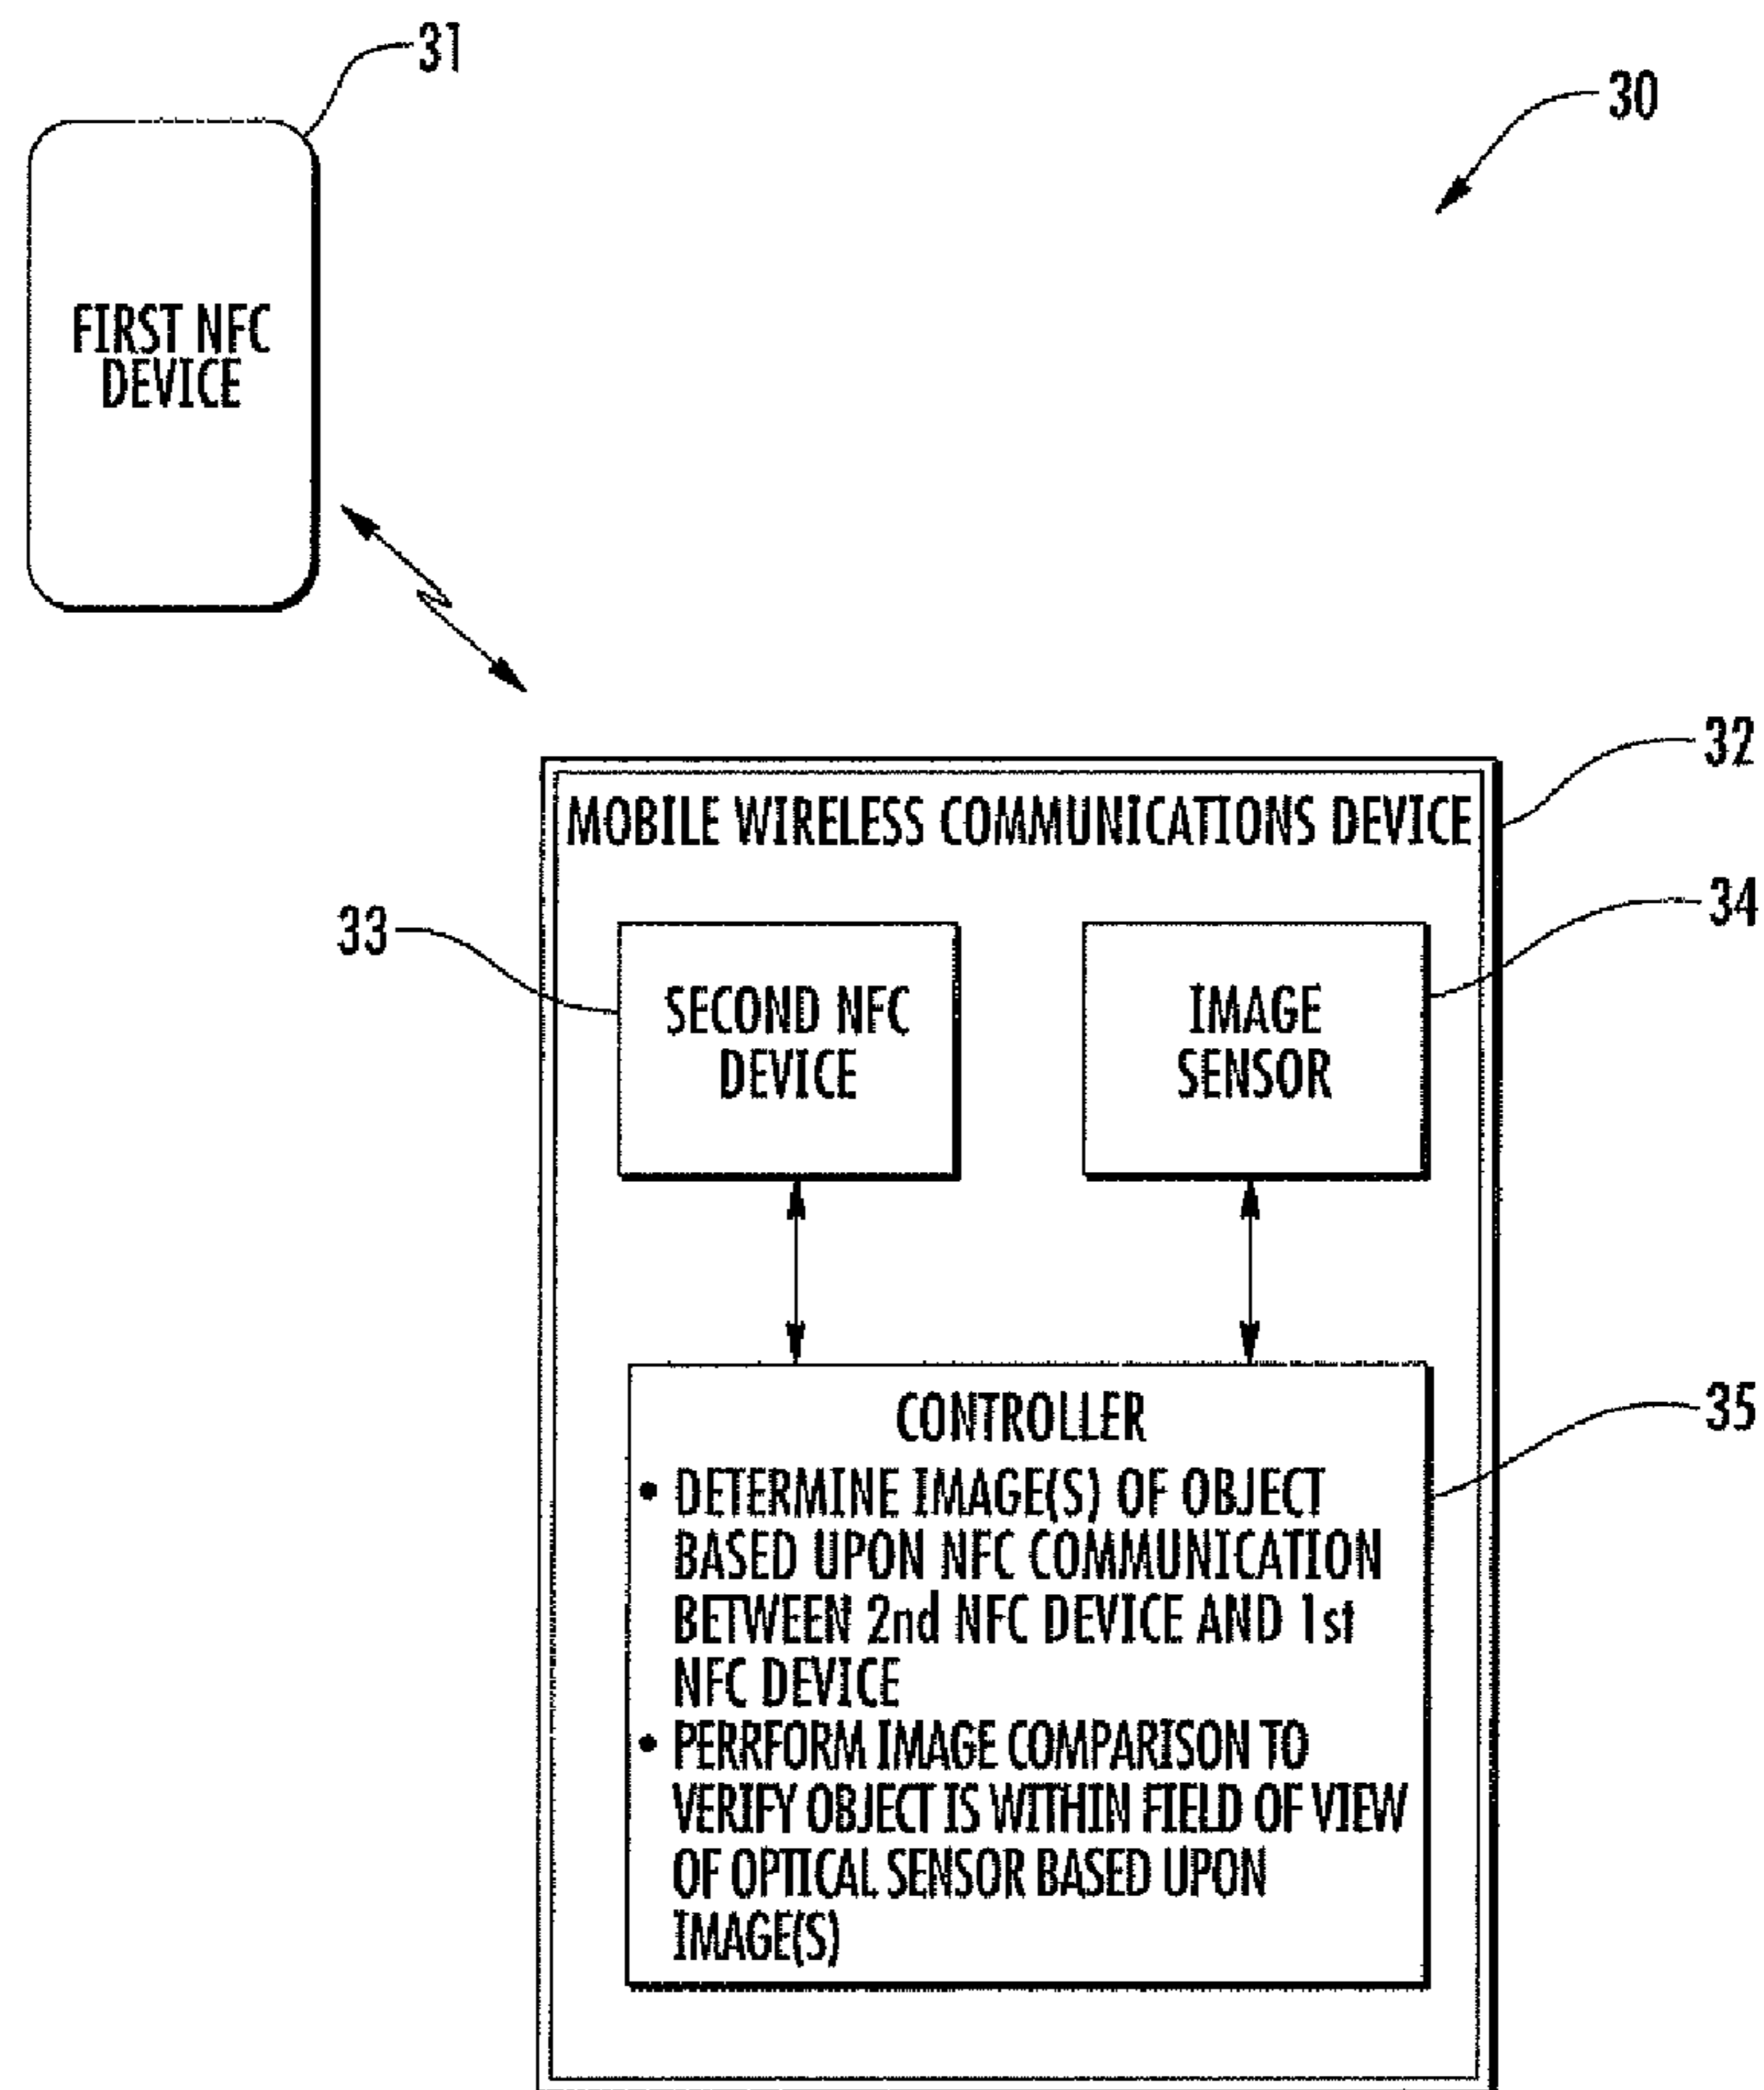 31
30
FIRST NFC
DEVICE
32
MOBILE WIRELESS COMMUNICATIONS DEVICE
34
33
SECOND NFC
DEVICE
IMAGE
SENSOR
35
CONTROLLER
• DETERMINE IMAGE(S) OF OBJECT
BASED UPON NFC COMMUNICATION
BETWEEN 2nd NFC DEVICE AND 1st
NFC DEVICE
• PERRFORM IMAGE COMPARISON TO
VERIFY OBJECT IS WITHIN FIELD OF VIEW
OF OPTICAL SENSOR BASED UPON
IMAGE(S)